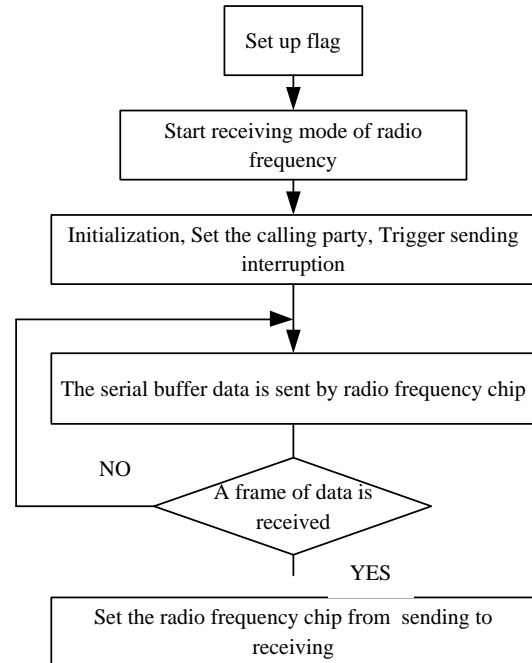 Set up flag
Start receiving mode of radio
frequency
Initialization, Set the calling party, Trigger sending
interruption
The serial buffer data is sent by radio frequency chip
NO
A frame of data is
received
YES
Set the radio frequency chip from sending to
receiving